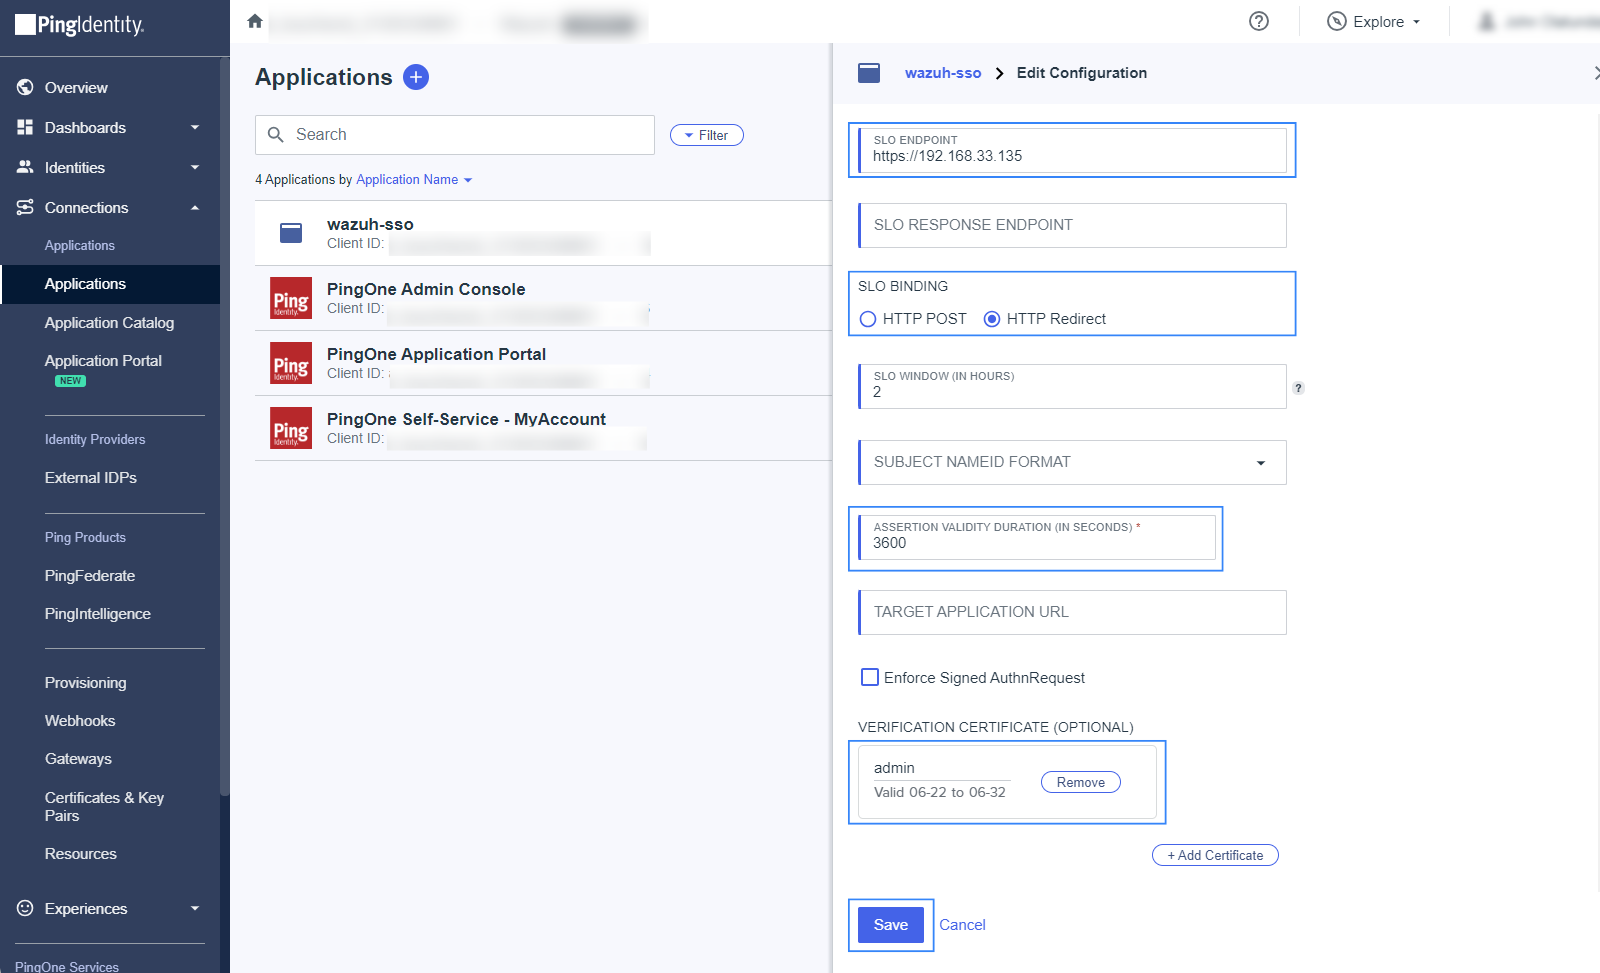 PingIdentity.
Overview
Dashboards
Identities
Connections
Applications
Applications
Application Catalog
Application Portal
NEW
Identity Providers
External IDPs
Ping Products
PingFederate
PingIntelligence
Provisioning
Webhooks
Gateways
Certificates & Key
Pairs
Resources
Experiences
PingOne Services
Explore
Applications
Search
Filter
4 Applications by Application Name
wazuh-sso
Client ID:
Ping
Identity.
PingOne Admin Console
Client ID:
Ping
Identity.
PingOne Application Portal
Client ID:
Ping
Identity.
PingOne Self-Service - MyAccount
Client ID:
wazuh-sso > Edit Configuration
SLO ENDPOINT
https://192.168.33.135
SLO RESPONSE ENDPOINT
SLO BINDING
HTTP POST HTTP Redirect
SLO WINDOW (IN HOURS)
2
?
SUBJECT NAMEID FORMAT
ASSERTION VALIDITY DURATION (IN SECONDS) *
3600
TARGET APPLICATION URL
Enforce Signed AuthnRequest
VERIFICATION CERTIFICATE (OPTIONAL)
admin
Valid 06-22 to 06-32
Remove
+ Add Certificate
Save Cancel